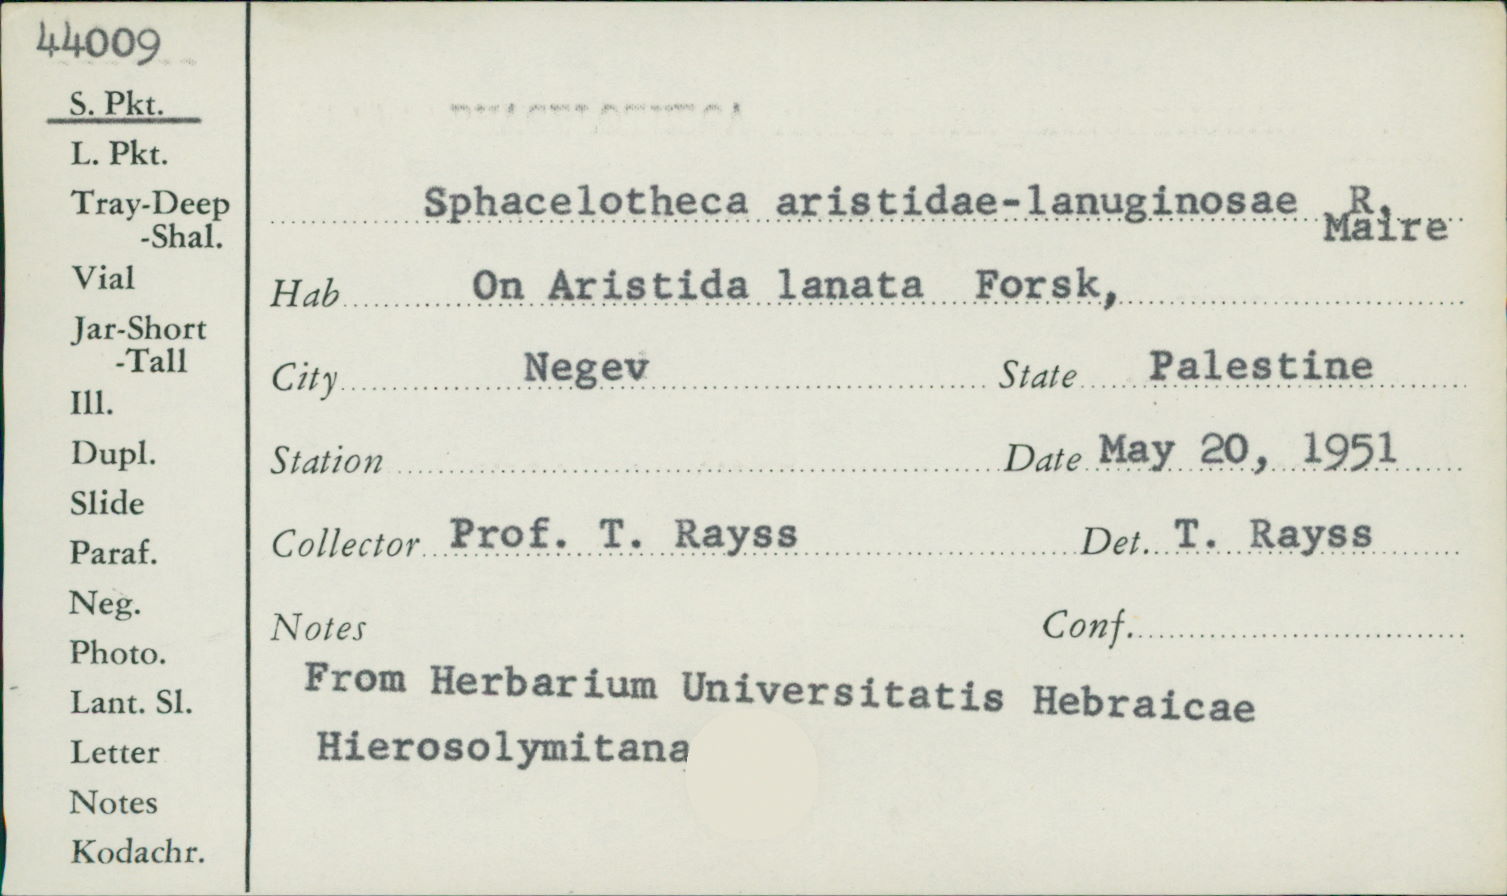 44009
S. Pkt.
L. Pkt.
Tray-Deep
-Shal.
Vial
Jar-Short
-Tall
Ill.
Dupl.
Slide
Paraf.
Neg.
Photo.
Lant. Sl.
Letter
Notes
Kodachr.
Sphacelotheca aristidae-lanuginosae R.
Maire
Hab On Aristida lanata Forsk,
City Negev State Palestine
Station Date May 20, 1951
Collector Prof. T. Rayss Det. T. Rayss
Notes Conf.
From Herbarium Universitatis Hebraicae
Hierosolymitana